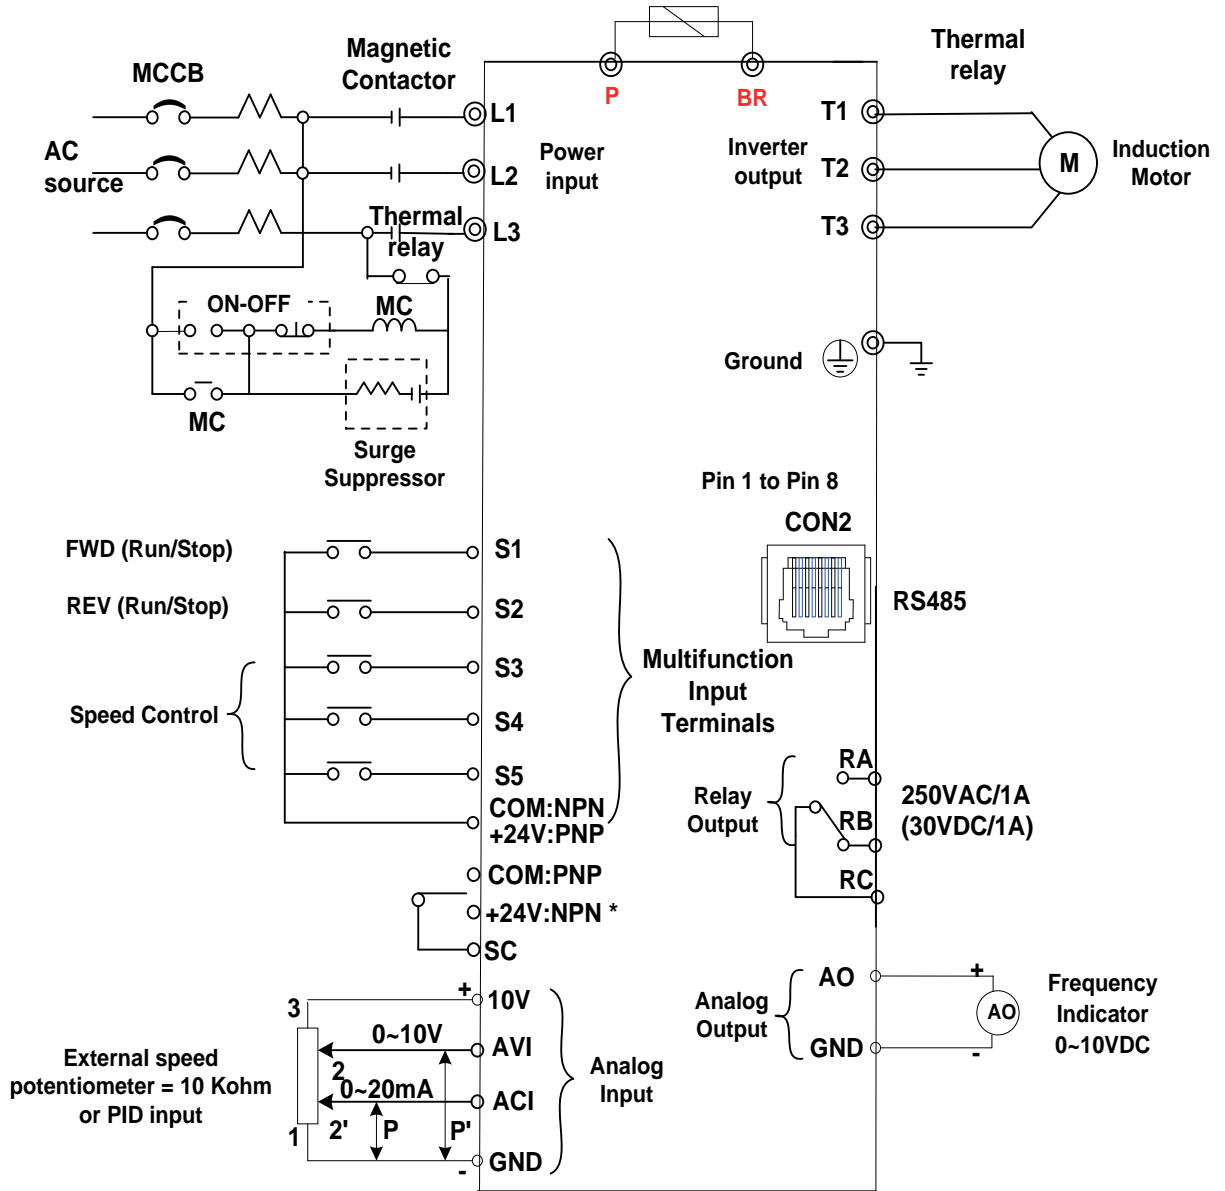 MCCB
Magnetic
Contactor
P
BR
Thermal
relay
L1
T1
AC
source
Power
input
Inverter
output
L2
T2
M
Induction
Motor
Thermal
relay
L3
T3
ON-OFF
MC
Ground
MC
Surge
Suppressor
Pin 1 to Pin 8
CON2
RS485
FWD (Run/Stop)
S1
REV (Run/Stop)
S2
S3
Speed Control
S4
S5
Multifunction
Input
Terminals
COM:NPN
+24V:PNP
COM:PNP
+24V:NPN *
SC
Relay
Output
RA
RB
RC
250VAC/1A
(30VDC/1A)
3
+
10V
0~10V
AVI
2
0~20mA
ACI
2'
P
P'
1
-
GND
External speed
potentiometer = 10 Kohm
or PID input
Analog
Input
Analog
Output
AO
+
AO
GND
-
Frequency
Indicator
0~10VDC